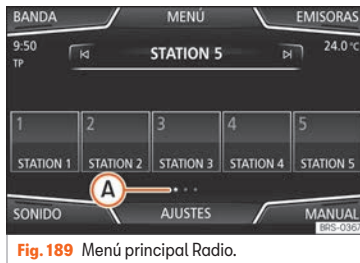 BANDA MENÚ EMISORAS
9:50 STATION 5 24.0 °C
TP
1 2 3 4 5
STATION 1 STATION 2 STATION 3 STATION 4 STATION 5
A
SONIDO AJUSTES MANUAL
BRS-0367
Fig. 189 Menú principal Radio.